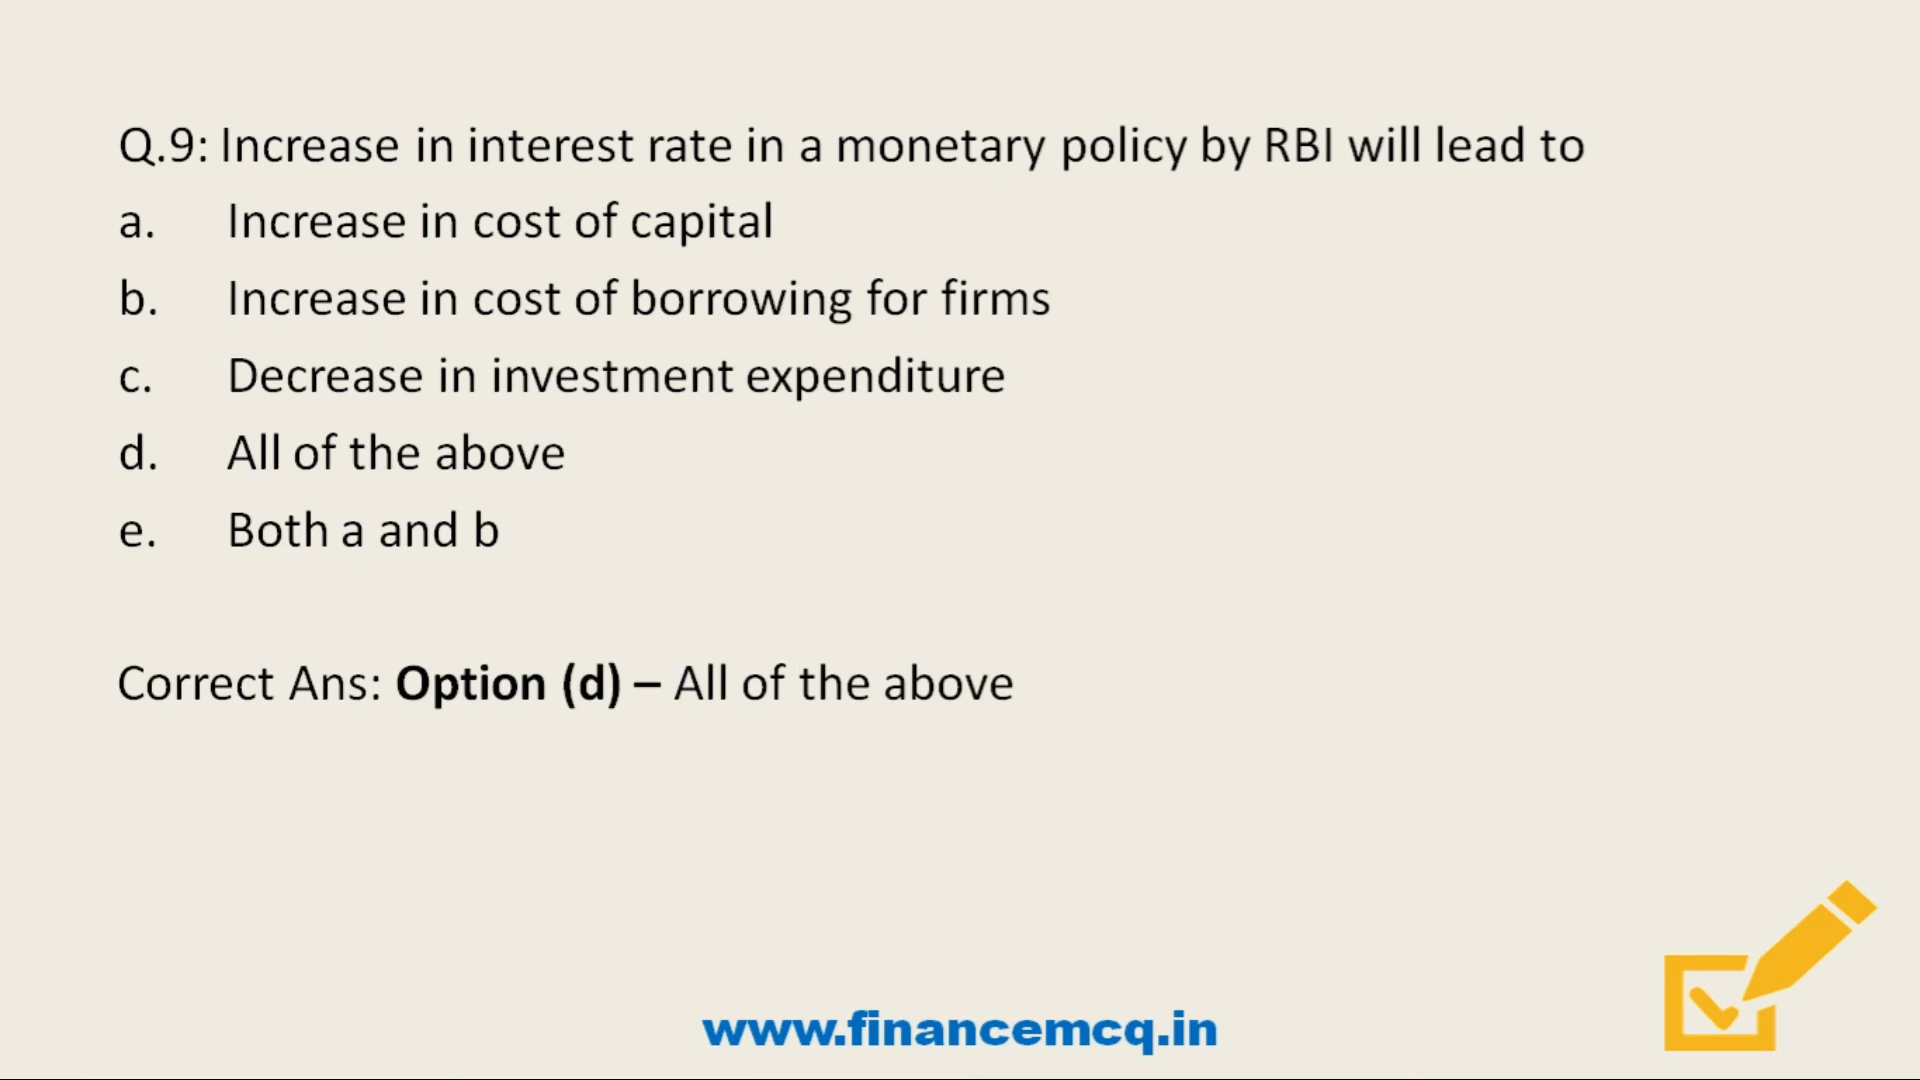 Q.9: Increase in interest rate in a monetary policy by RBI will lead to
a. Increase in cost of capital
b. Increase in cost of borrowing for firms
c. Decrease in investment expenditure
d. All of the above
e. Both a and b
Correct Ans: Option (d) – All of the above
www.financemcq.in